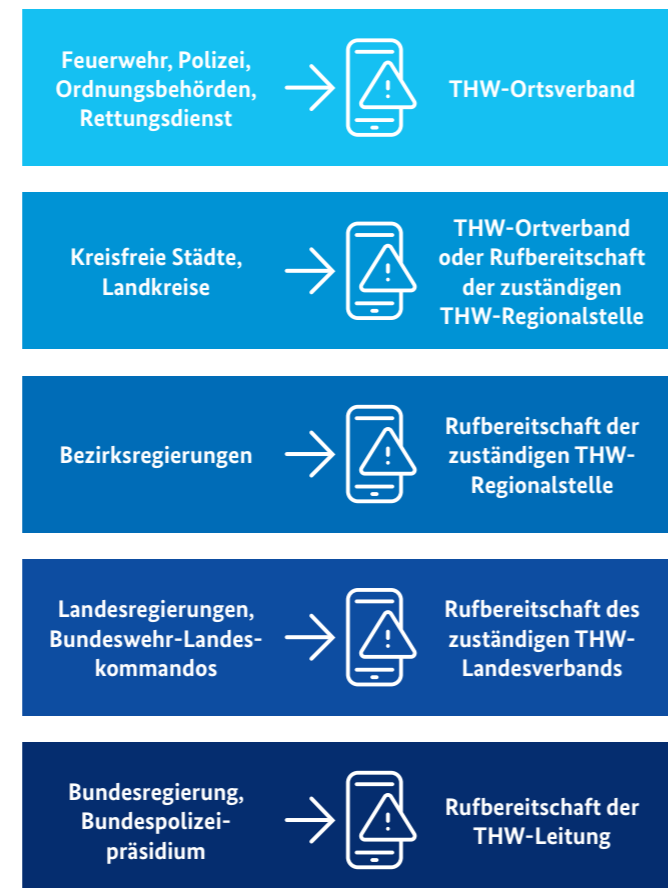 Feuerwehr, Polizei,
Ordnungsbehörden,
Rettungsdienst
THW-Ortsverband
Kreisfreie Städte,
Landkreise
THW-Ortverband
oder Rufbereitschaft
der zuständigen
THW-Regionalstelle
Bezirksregierungen
Rufbereitschaft der
zuständigen THW-
Regionalstelle
Landesregierungen,
Bundeswehr-Landes-
kommandos
Rufbereitschaft des
zuständigen THW-
Landesverbands
Bundesregierung,
Bundespolizei-
präsidium
Rufbereitschaft der
THW-Leitung